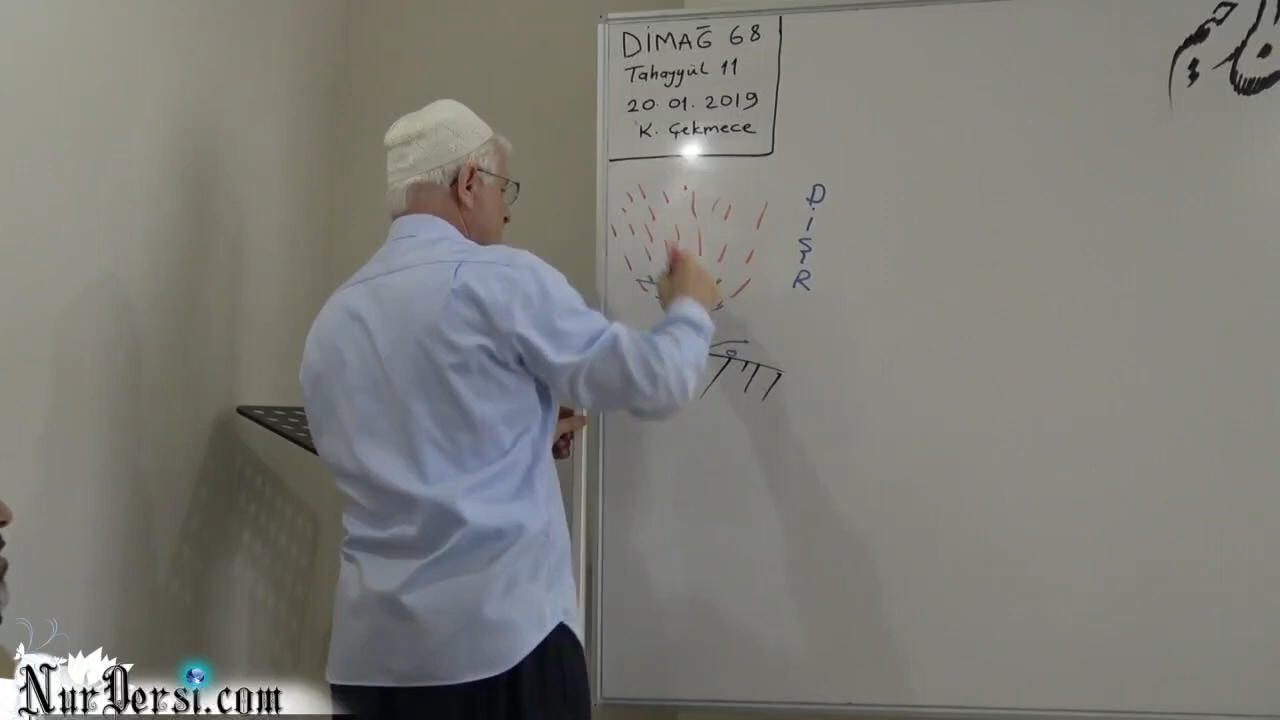 DİMAĞ 68
Tahayyül 11
20.01.2019
K. Çekmece
D
I
Ş
R
NurDersi.com